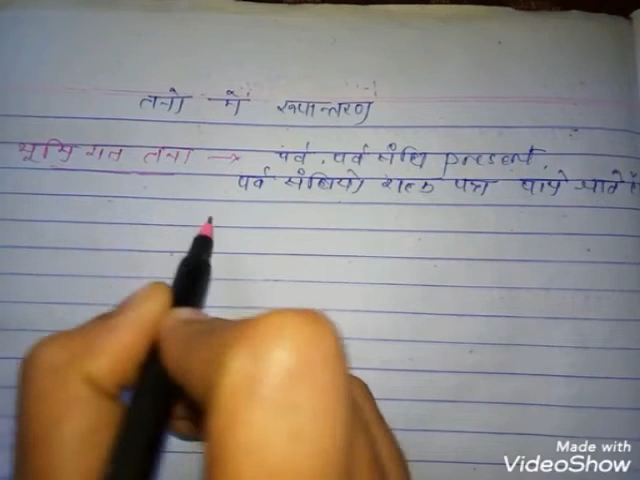 तनो में रूपान्तरण
भूमि गत तना → पर्व, पर्व संधि present.
पर्व संधियो शल्क पत्र पाये जाते
Made with
VideoShow